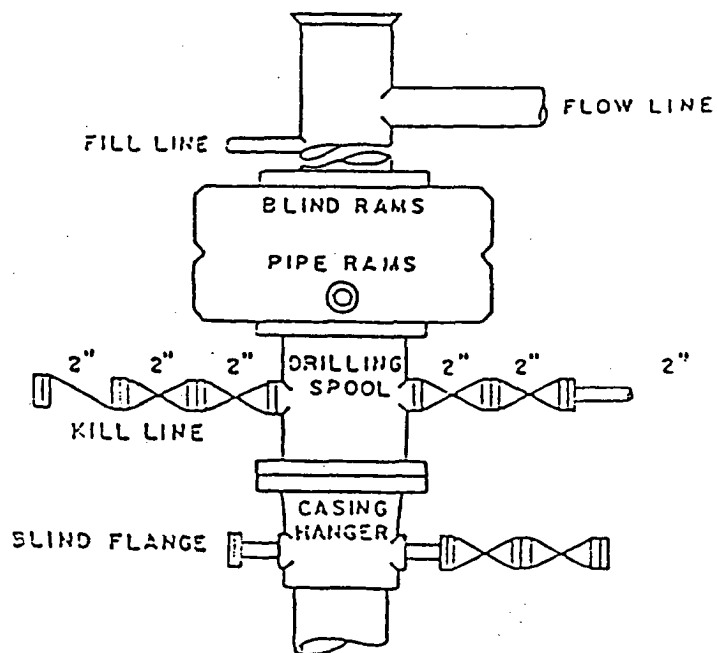 FLOW LINE
FILL LINE
BLIND RAMS
PIPE RAMS
2" 2" 2" DRILLING 2" 2" 2"
SPOOL
KILL LINE
CASING
HANGER
BLIND FLANGE